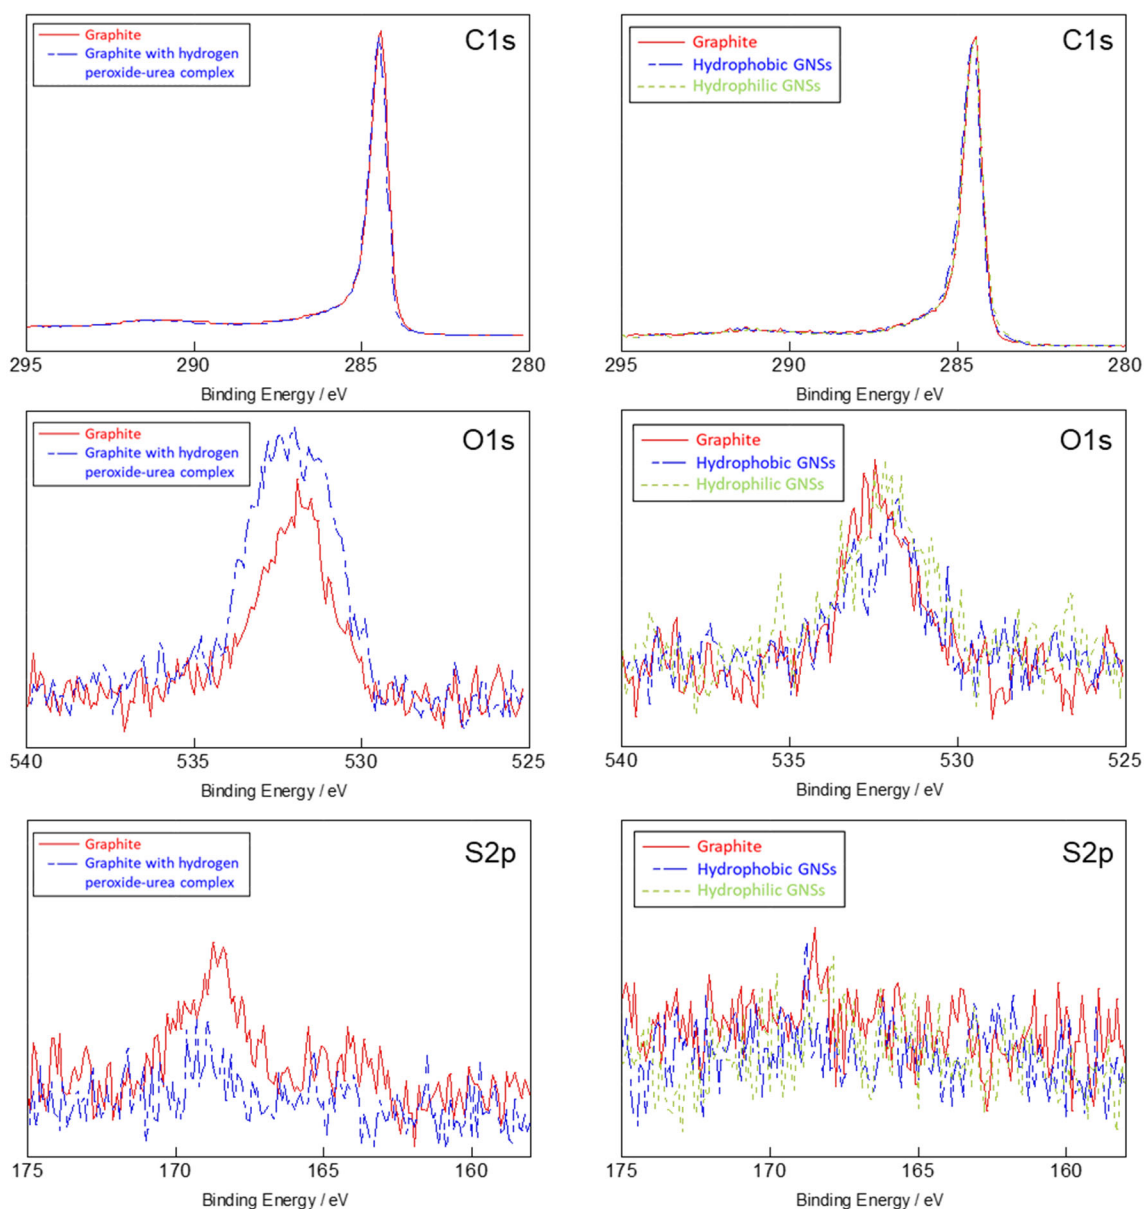 Graphite
Graphite with hydrogen
peroxide-urea complex
C1s
295
290
285
280
Binding Energy / eV
Graphite
Hydrophobic GNSs
Hydrophilic GNSs
C1s
295
290
285
280
Binding Energy / eV
Graphite
Graphite with hydrogen
peroxide-urea complex
O1s
540
535
530
525
Binding Energy / eV
Graphite
Hydrophobic GNSs
Hydrophilic GNSs
O1s
540
535
530
525
Binding Energy / eV
Graphite
Graphite with hydrogen
peroxide-urea complex
S2p
175
170
165
160
Binding Energy / eV
Graphite
Hydrophobic GNSs
Hydrophilic GNSs
S2p
175
170
165
160
Binding Energy / eV